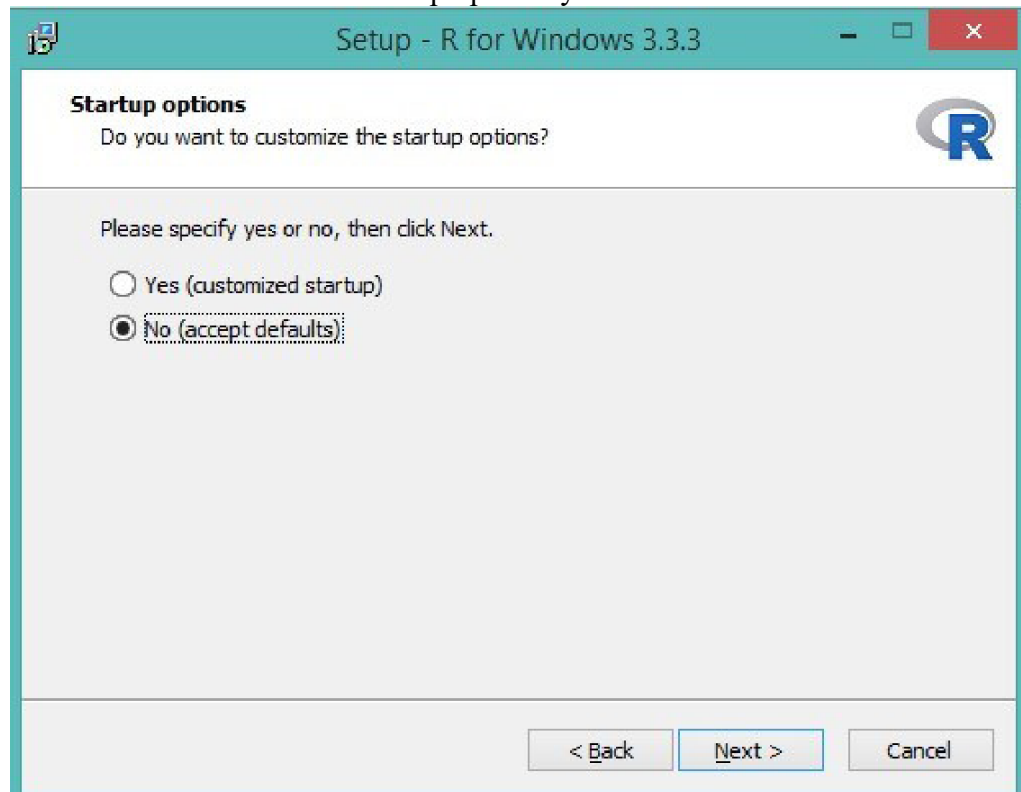 Setup - R for Windows 3.3.3
Startup options
Do you want to customize the startup options?
R
Please specify yes or no, then click Next.
Yes (customized startup)
No (accept defaults)
< Back Next > Cancel